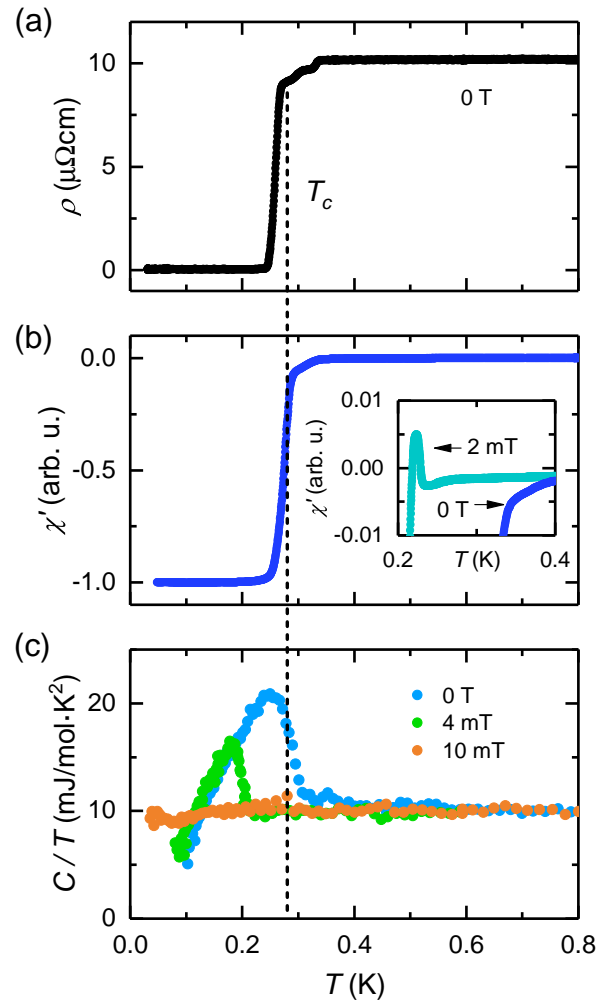 (a)
10
5
0
ρ (μΩcm)
0 T
T_c
(b)
0.0
-0.5
-1.0
χ′ (arb. u.)
0.01
0.00
-0.01
χ′ (arb. u.)
2 mT
0 T
0.2 T (K) 0.4
(c)
20
10
0
C / T (mJ/mol·K²)
0 T
4 mT
10 mT
0.0 0.2 0.4 0.6 0.8
T (K)